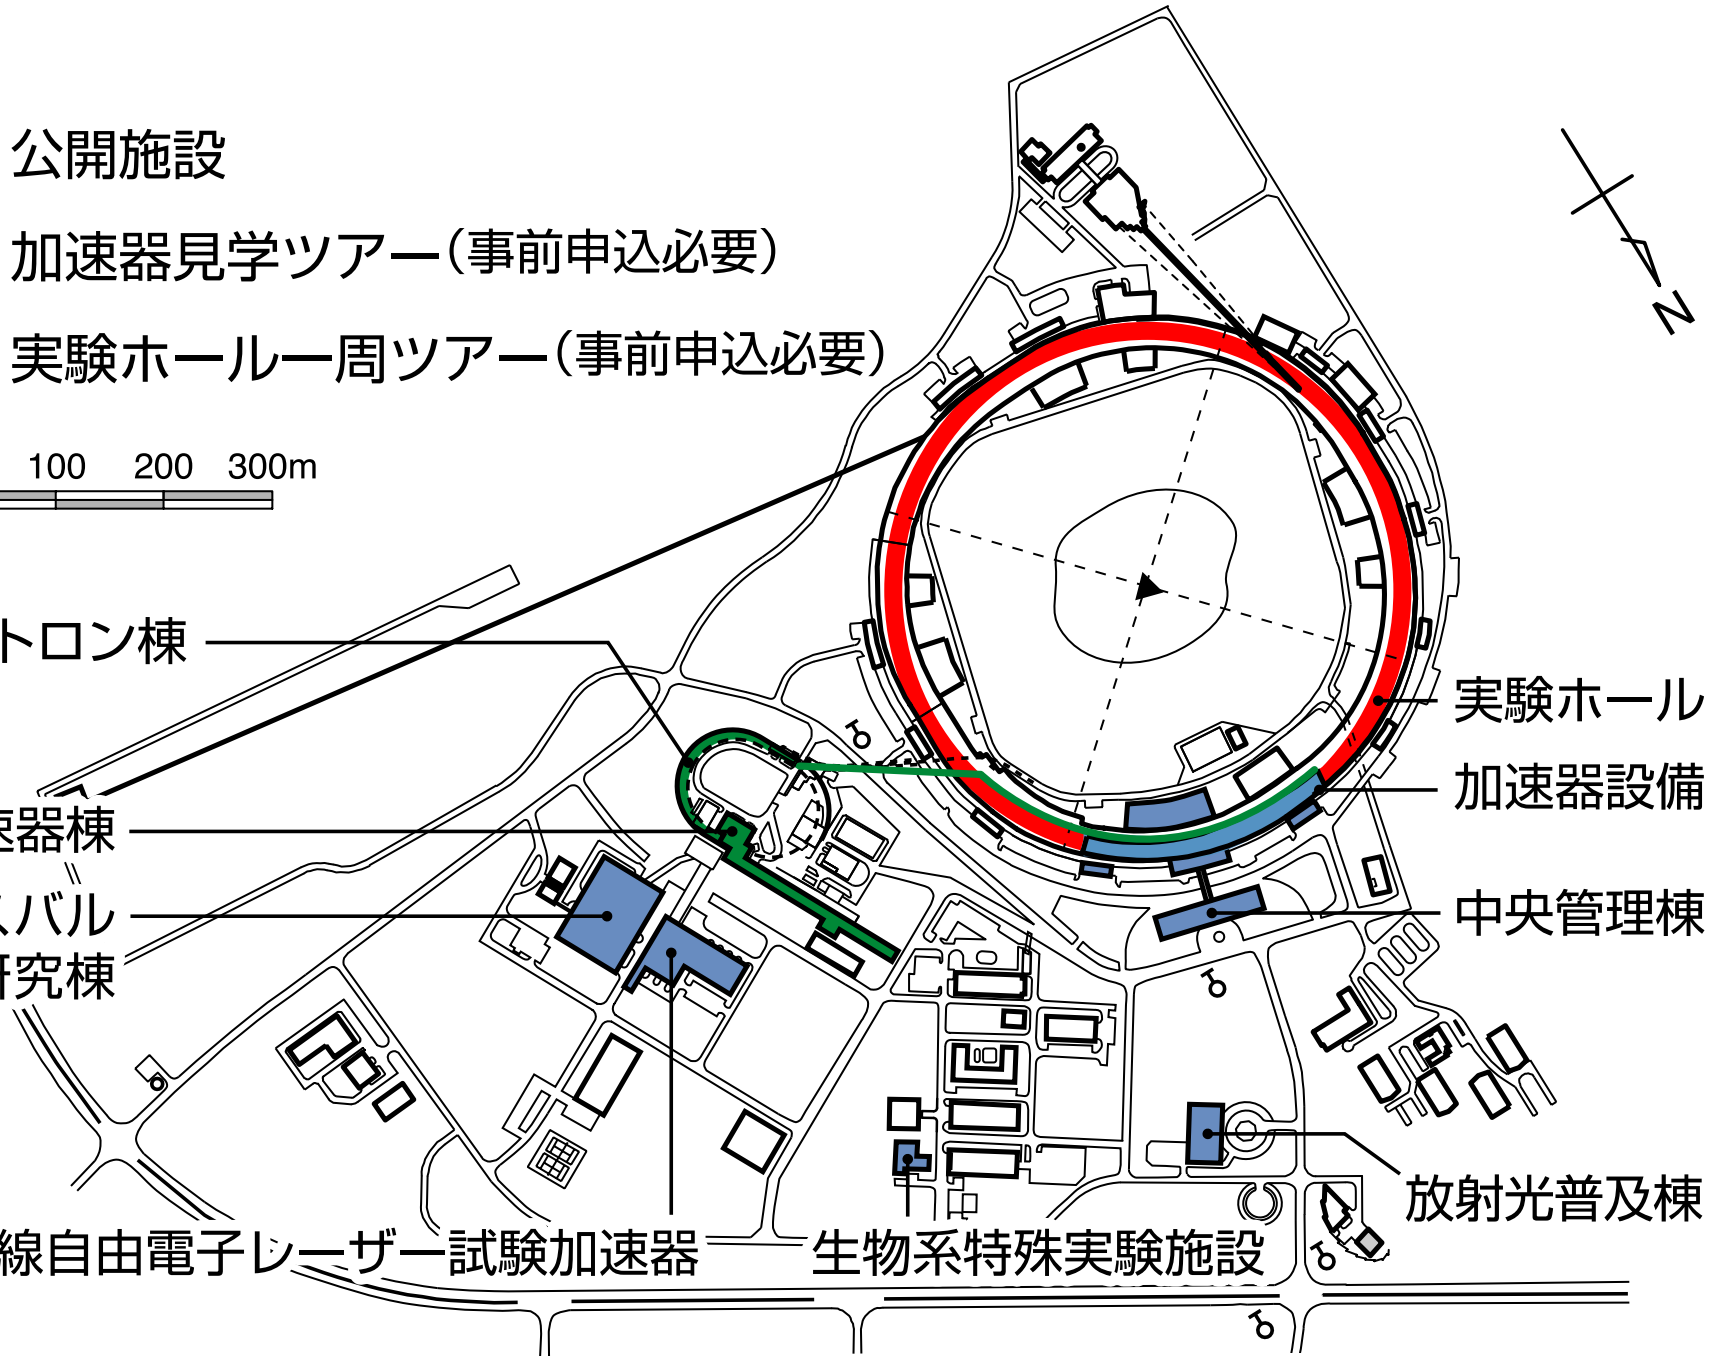 公開施設
加速器見学ツアー（事前申込必要）
実験ホール一周ツアー（事前申込必要）
100 200 300m
トロン棟
速器棟
スバル
研究棟
線自由電子レーザー試験加速器
生物系特殊実験施設
N
実験ホール
加速器設備
中央管理棟
放射光普及棟